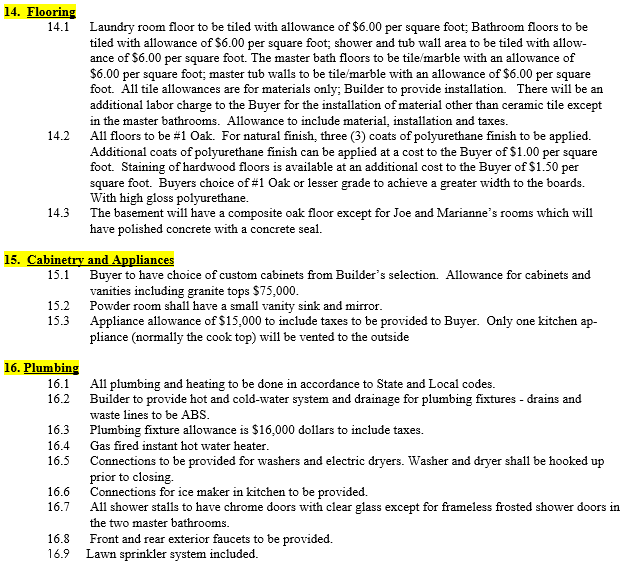 14. Flooring
14.1 Laundry room floor to be tiled with allowance of $6.00 per square foot; Bathroom floors to be
tiled with allowance of $6.00 per square foot; shower and tub wall area to be tiled with allow-
ance of $6.00 per square foot. The master bath floors to be tile/marble with an allowance of
$6.00 per square foot; master tub walls to be tile/marble with an allowance of $6.00 per square
foot. All tile allowances are for materials only; Builder to provide installation. There will be an
additional labor charge to the Buyer for the installation of material other than ceramic tile except
in the master bathrooms. Allowance to include material, installation and taxes.
14.2 All floors to be #1 Oak. For natural finish, three (3) coats of polyurethane finish to be applied.
Additional coats of polyurethane finish can be applied at a cost to the Buyer of $1.00 per square
foot. Staining of hardwood floors is available at an additional cost to the Buyer of $1.50 per
square foot. Buyers choice of #1 Oak or lesser grade to achieve a greater width to the boards.
With high gloss polyurethane.
14.3 The basement will have a composite oak floor except for Joe and Marianne's rooms which will
have polished concrete with a concrete seal.
15. Cabinetry and Appliances
15.1 Buyer to have choice of custom cabinets from Builder's selection. Allowance for cabinets and
vanities including granite tops $75,000.
15.2 Powder room shall have a small vanity sink and mirror.
15.3 Appliance allowance of $15,000 to include taxes to be provided to Buyer. Only one kitchen ap-
pliance (normally the cook top) will be vented to the outside
16. Plumbing
16.1 All plumbing and heating to be done in accordance to State and Local codes.
16.2 Builder to provide hot and cold-water system and drainage for plumbing fixtures - drains and
waste lines to be ABS.
16.3 Plumbing fixture allowance is $16,000 dollars to include taxes.
16.4 Gas fired instant hot water heater.
16.5 Connections to be provided for washers and electric dryers. Washer and dryer shall be hooked up
prior to closing.
16.6 Connections for ice maker in kitchen to be provided.
16.7 All shower stalls to have chrome doors with clear glass except for frameless frosted shower doors in
the two master bathrooms.
16.8 Front and rear exterior faucets to be provided.
16.9 Lawn sprinkler system included.